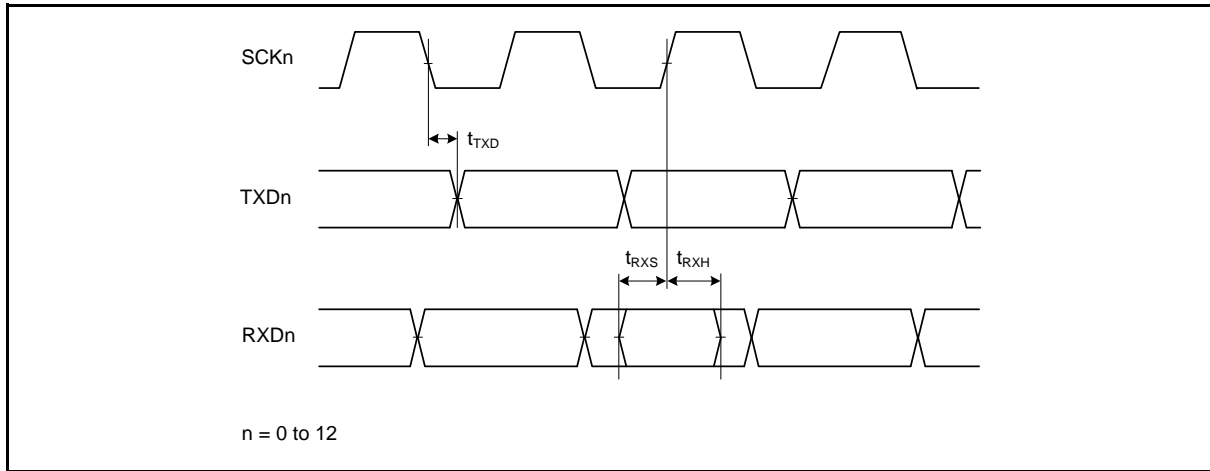 SCKn
tTXD
TXDn
tRXS tRXH
RXDn
n = 0 to 12